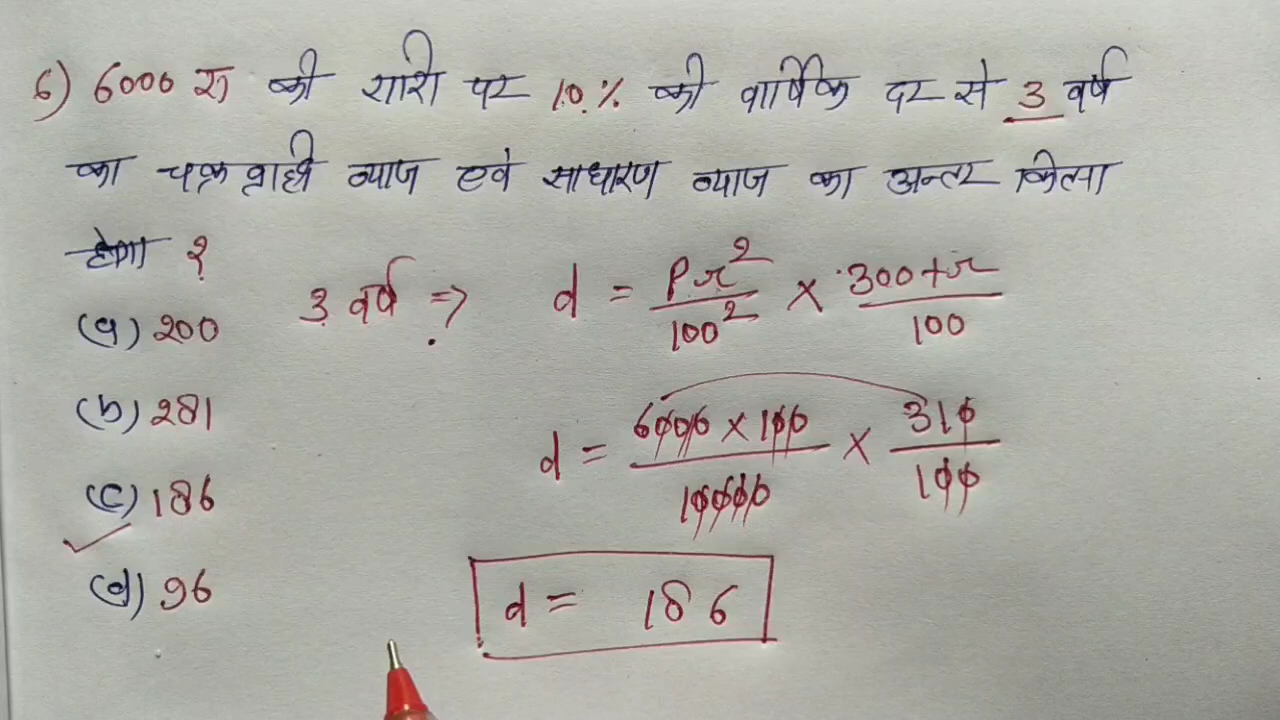 6) 6000 रु की राशि पर 10% की वार्षिक दर से 3 वर्ष
का चक्रव्राही ब्याज एवं साधारण ब्याज का अन्तर कितना
होगा ?
(a) 200
(b) 281
(c) 186
(d) 96
3 वर्ष => d = Pr²/100² × 300+r/100
d = 6000 × 100/10000 × 310/100
d = 186